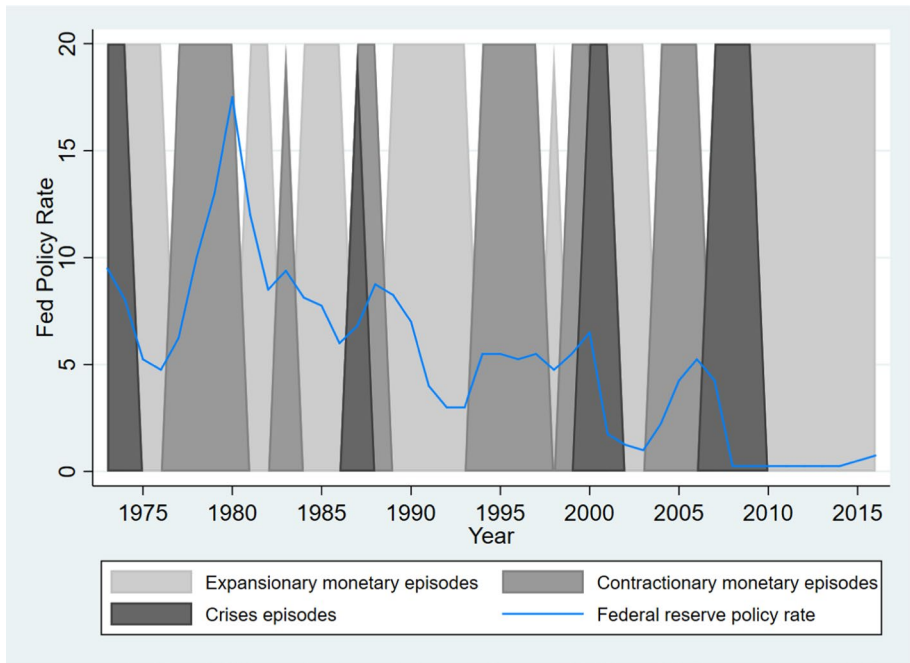 20
15
10
5
0
Fed Policy Rate
1975 1980 1985 1990 1995 2000 2005 2010 2015
Year
Expansionary monetary episodes Contractionary monetary episodes
Crises episodes Federal reserve policy rate